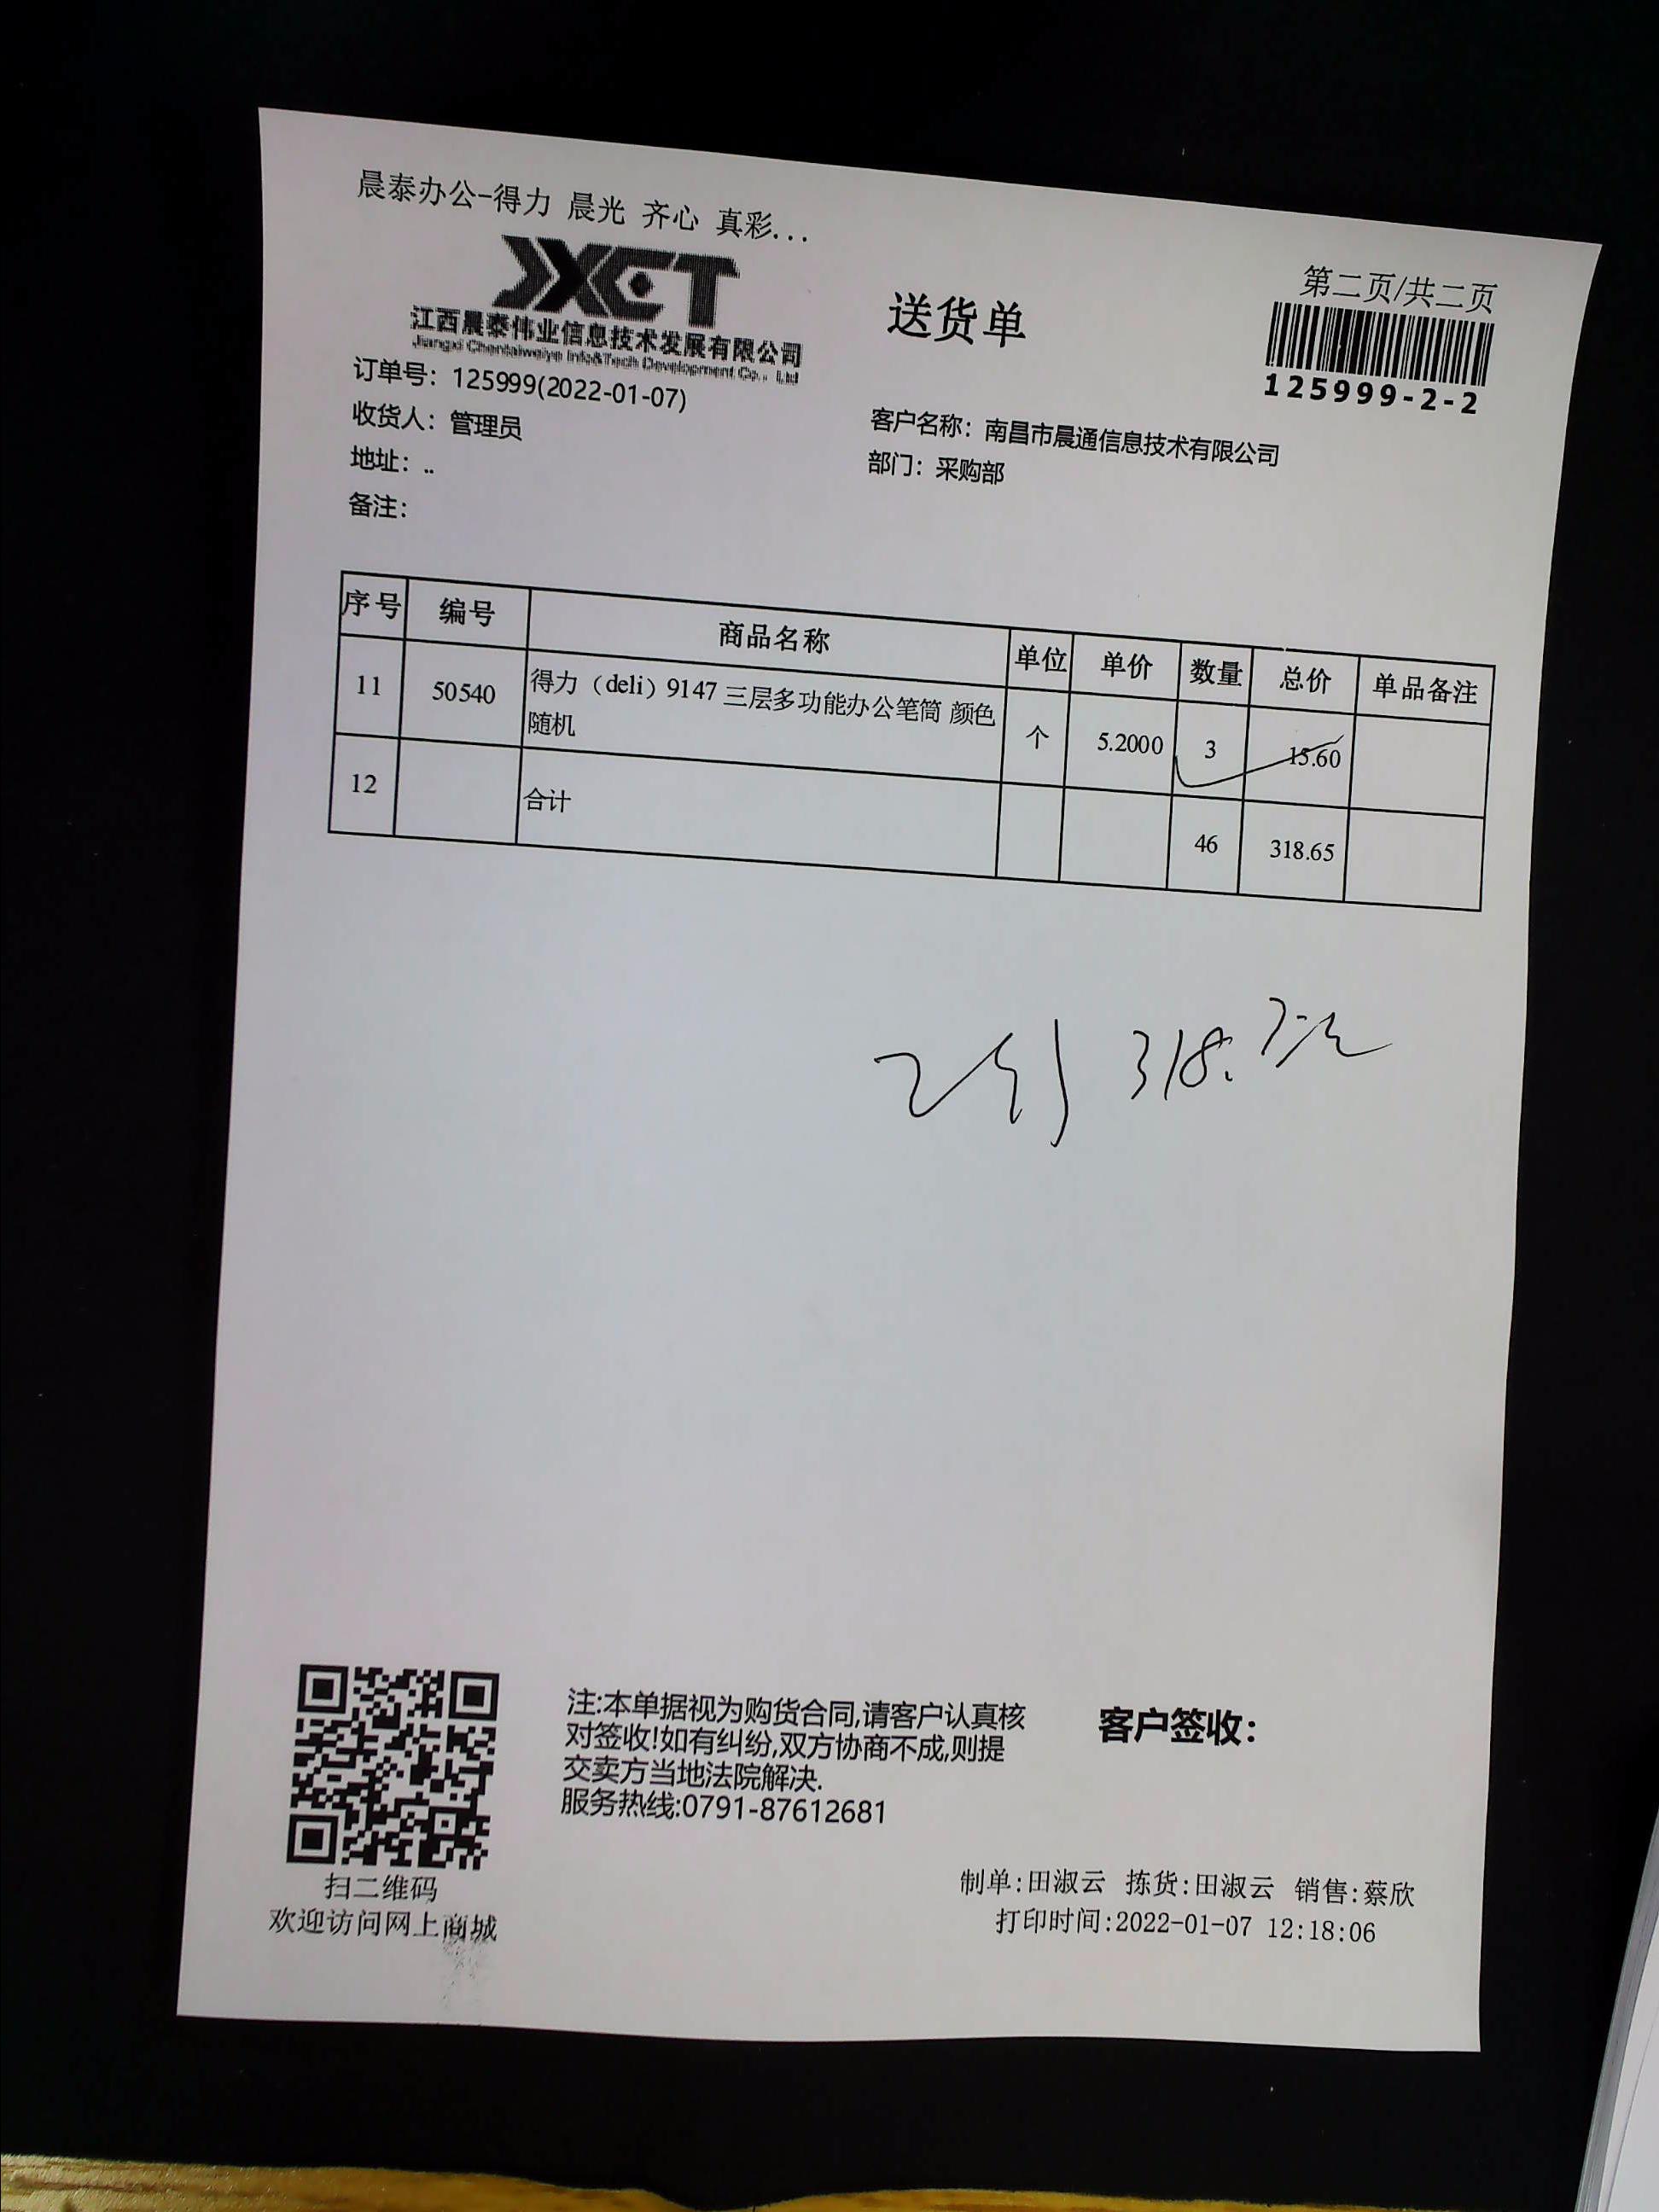 晨泰办公-得力 晨光 齐心 真彩...
JXCT
江西晨泰伟业信息技术发展有限公司
Jiangxi Chentaiweiye Info&Tech Development Co., Ltd
送货单
第二页/共二页
125999-2-2
订单号：125999(2022-01-07)
收货人：管理员
客户名称：南昌市晨通信息技术有限公司
地址：..
部门：采购部
备注：
序号 编号 商品名称 单位 单价 数量 总价 单品备注
11 50540 得力（deli）9147 三层多功能办公笔筒 颜色随机 个 5.2000 3 15.60
12 合计 46 318.65
318.7元
注:本单据视为购货合同,请客户认真核
对签收!如有纠纷,双方协商不成,则提
交卖方当地法院解决.
服务热线:0791-87612681
客户签收：
扫二维码
欢迎访问网上商城
制单:田淑云 拣货:田淑云 销售:蔡欣
打印时间:2022-01-07 12:18:06